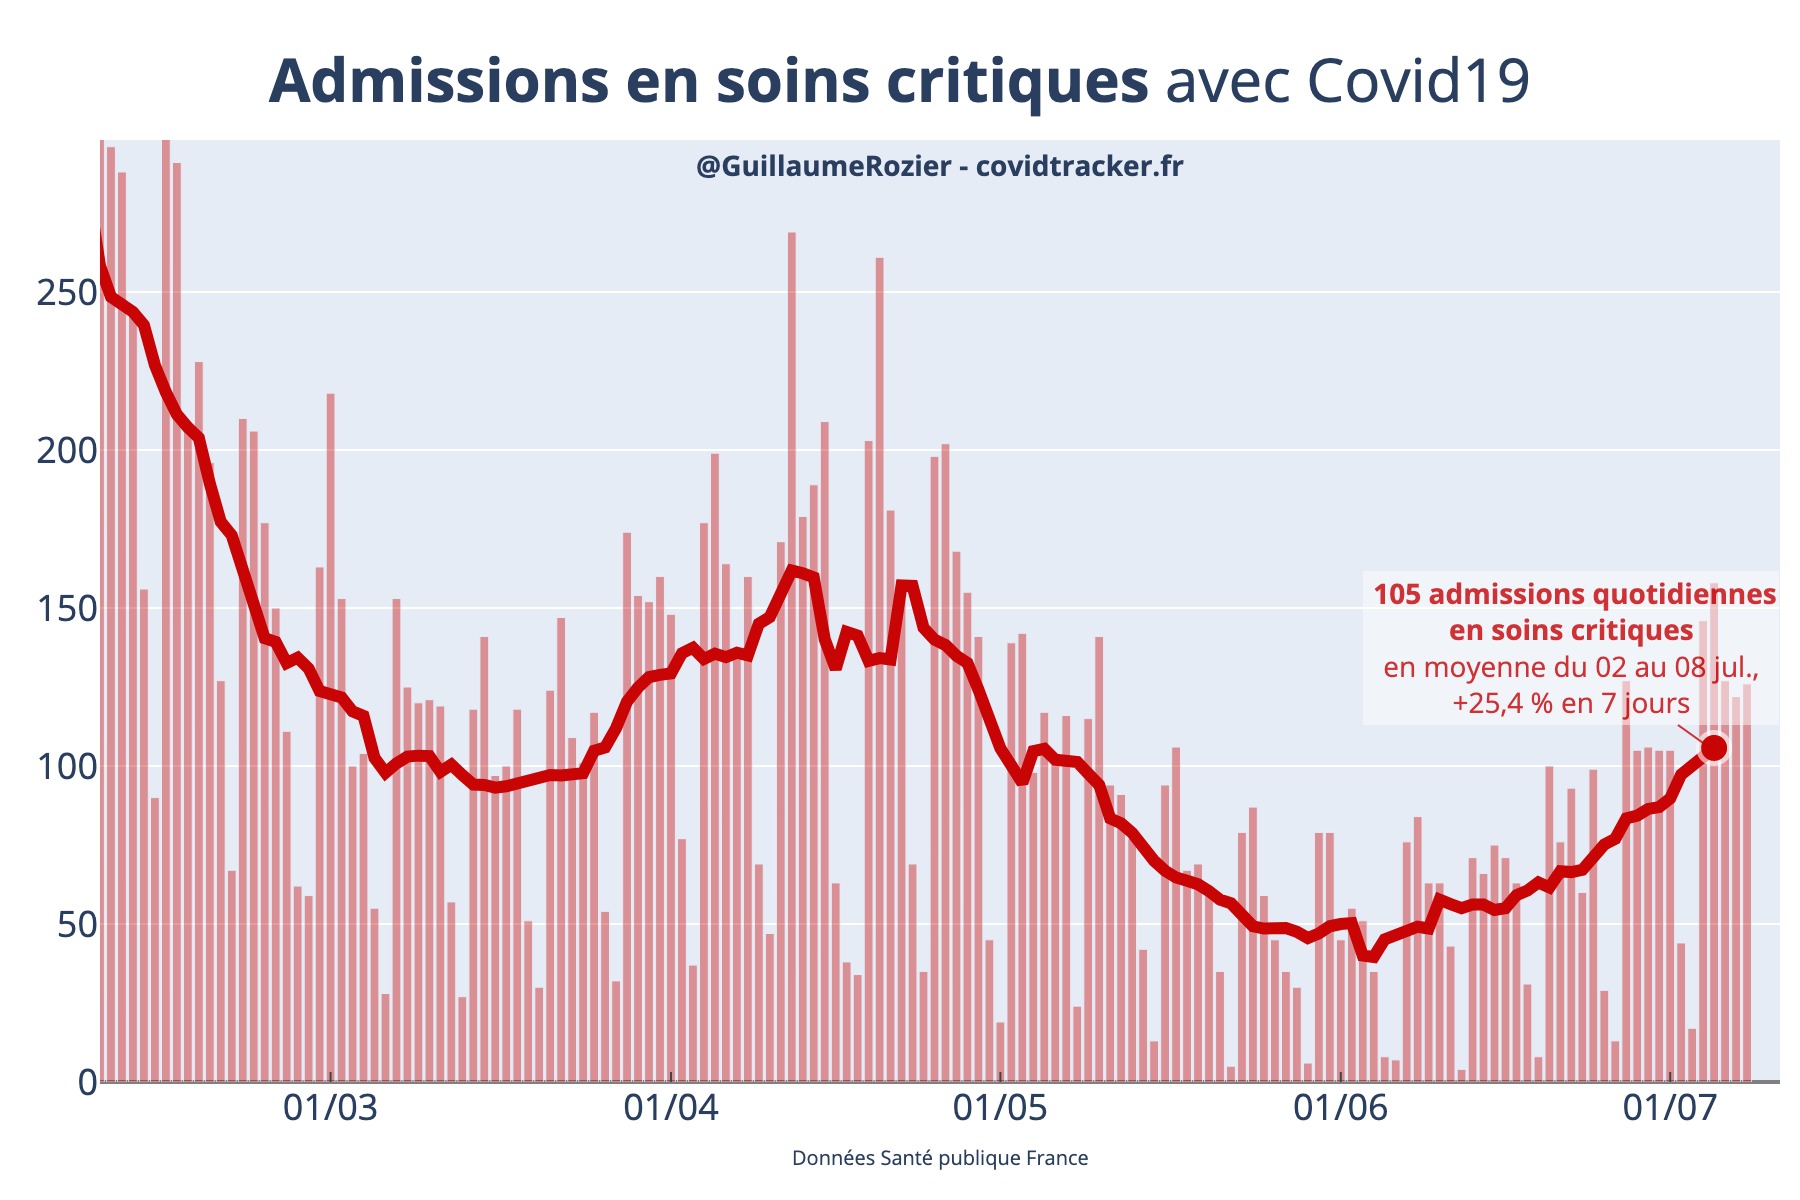 Admissions en soins critiques avec Covid19
@GuillaumeRozier - covidtracker.fr
250
200
150
100
50
0
105 admissions quotidiennes
en soins critiques
en moyenne du 02 au 08 jul.,
+25,4 % en 7 jours
01/03
01/04
01/05
01/06
01/07
Données Santé publique France